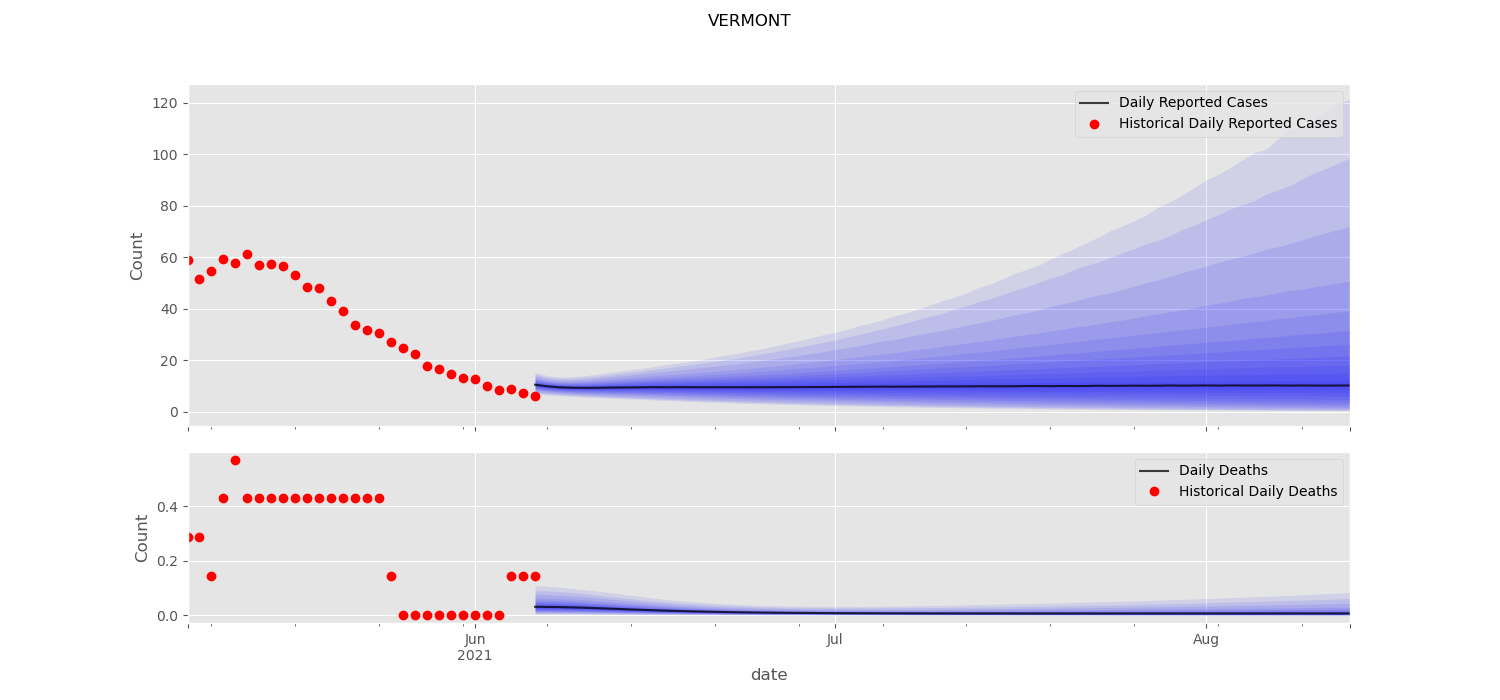 VERMONT
120
100
80
60
40
20
0
Count
Daily Reported Cases
Historical Daily Reported Cases
0.4
0.2
0.0
Count
Daily Deaths
Historical Daily Deaths
Jun
2021
Jul
Aug
date